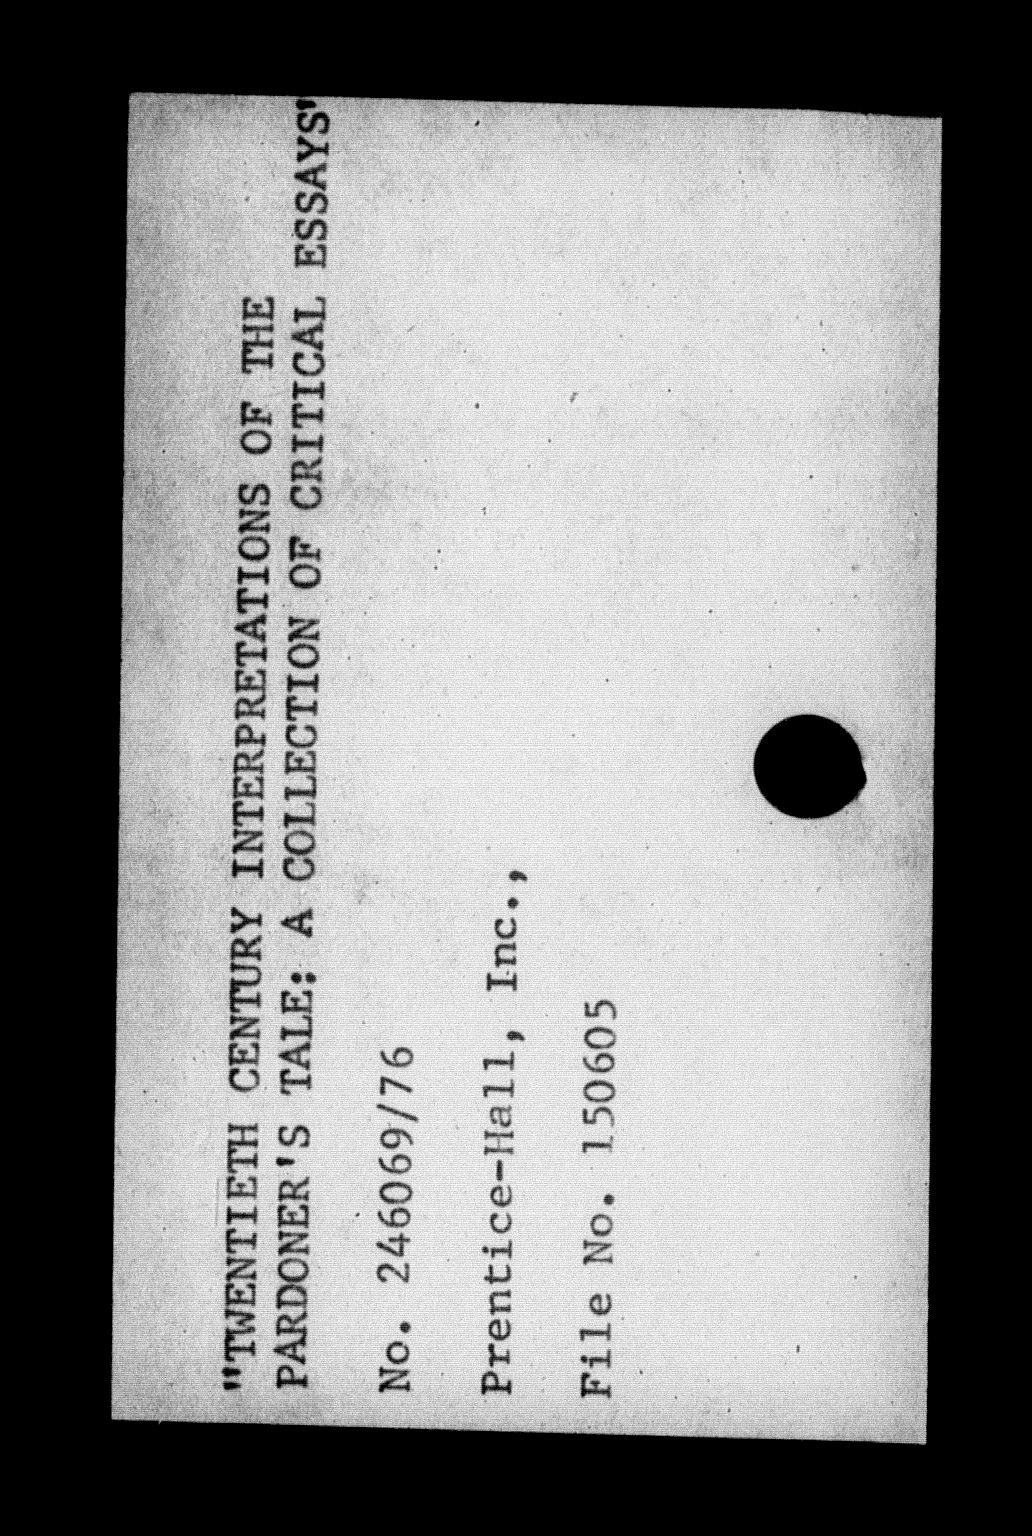 "TWENTIETH CENTURY INTERPRETATIONS OF THE
PARDONER'S TALE: A COLLECTION OF CRITICAL ESSAYS"
No. 246069/76
Prentice-Hall, Inc.,
File No. 150605